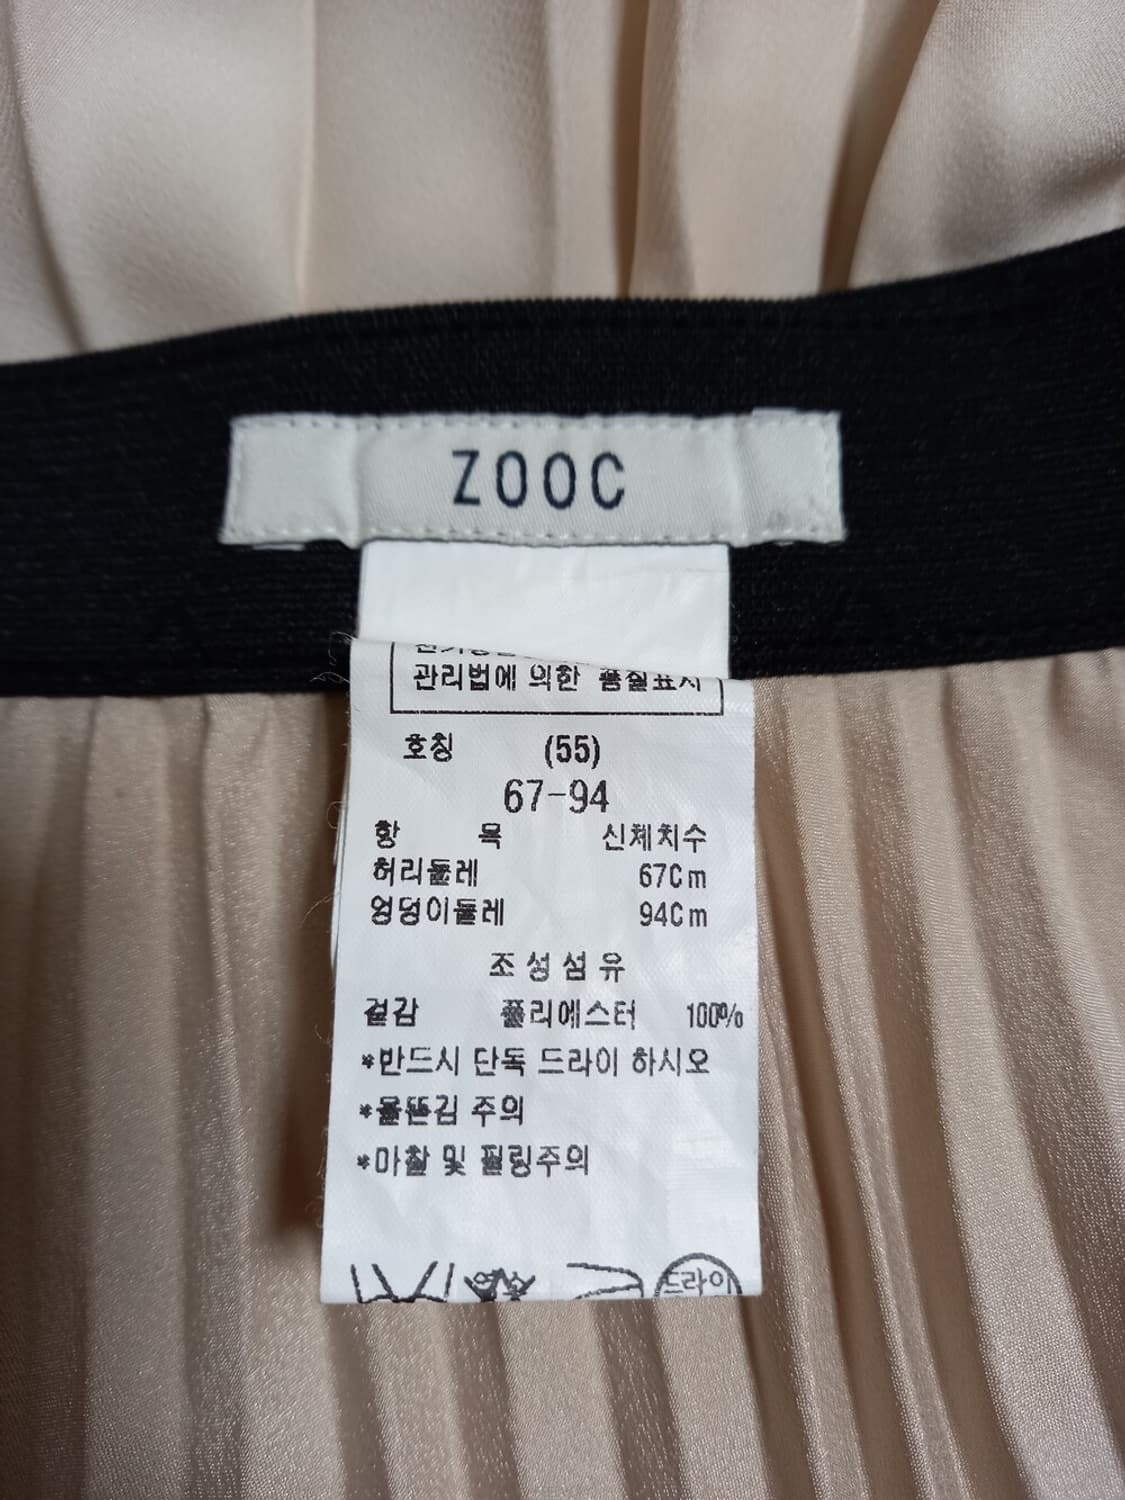 ZOOC
관리법에 의한 품질표시
호칭 (55)
67-94
항 목 신체치수
허리둘레 67Cm
엉덩이둘레 94Cm
조성섬유
겉감 폴리에스터 100%
*반드시 단독 드라이 하시오
*올뜯김 주의
*마찰 및 필링주의
드라이